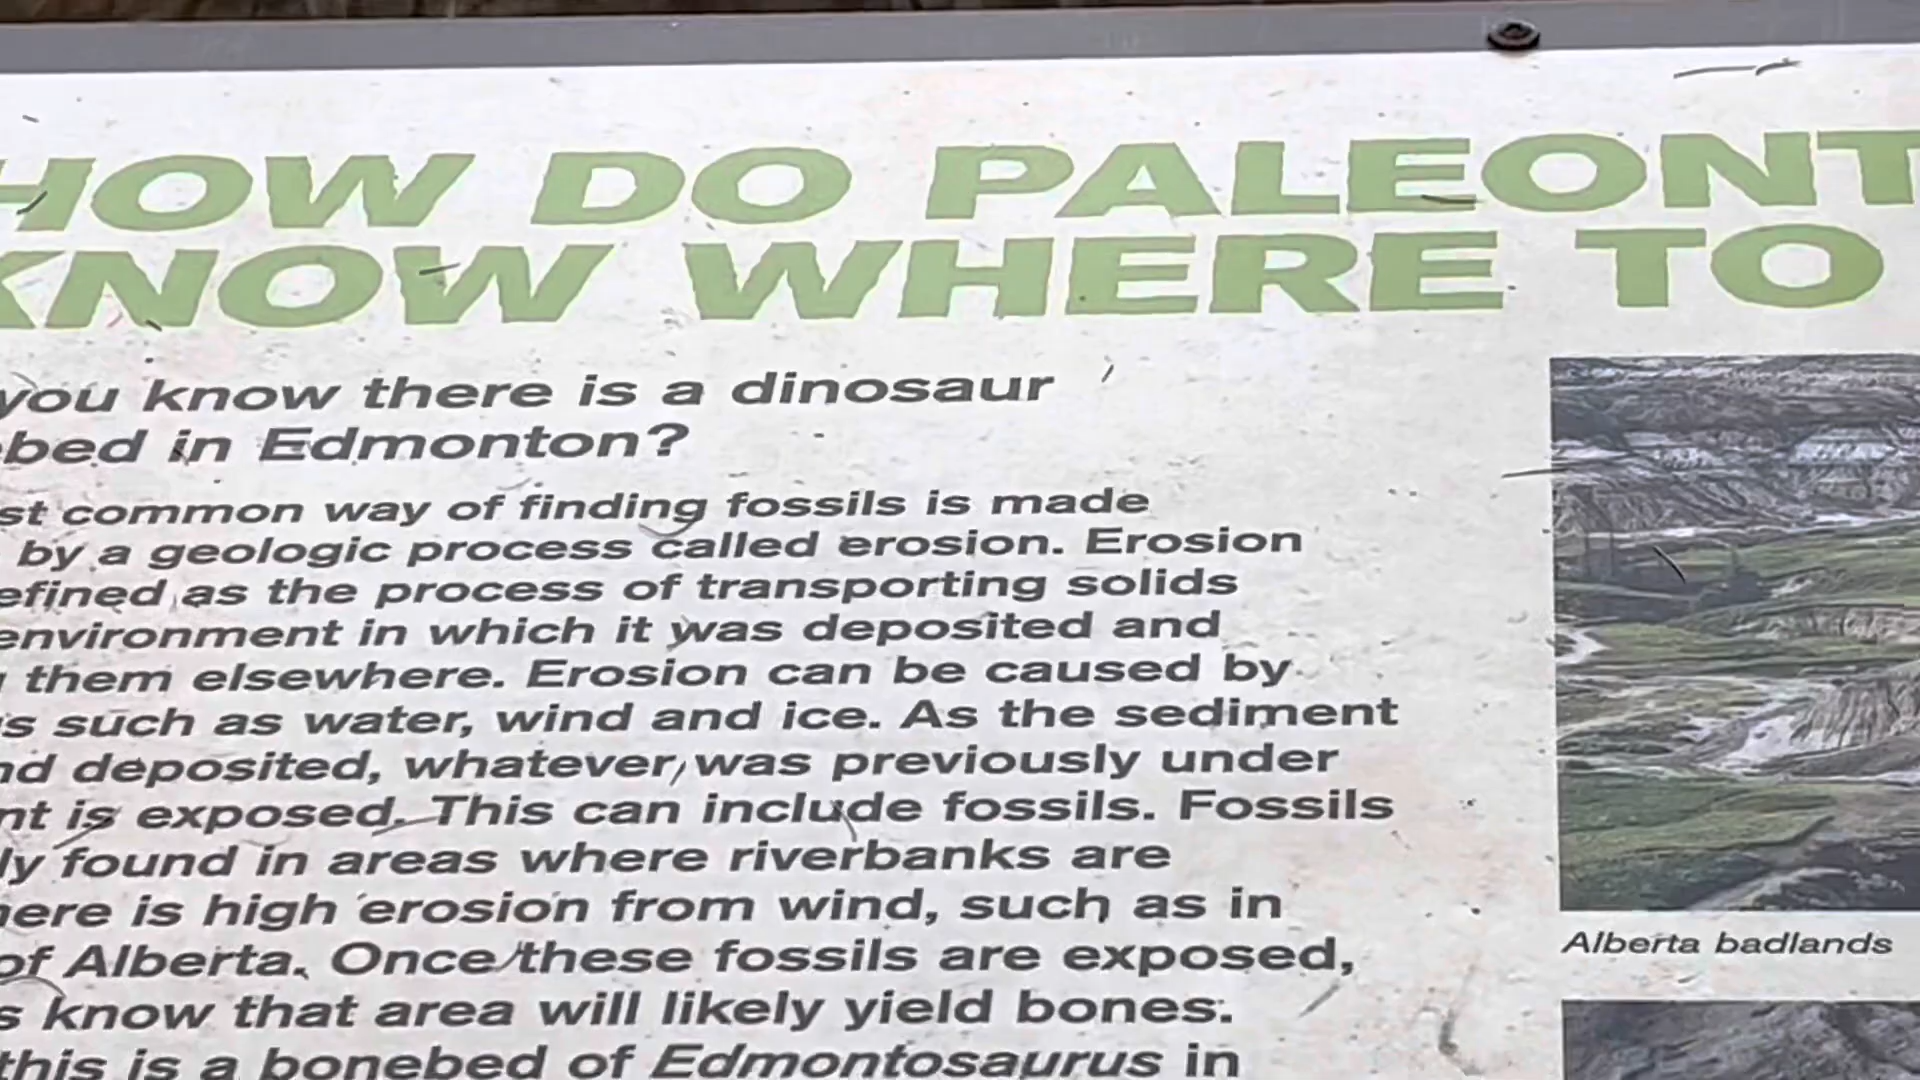 HOW DO PALEONT
KNOW WHERE TO
you know there is a dinosaur
bed in Edmonton?
st common way of finding fossils is made
by a geologic process called erosion. Erosion
efined as the process of transporting solids
environment in which it was deposited and
them elsewhere. Erosion can be caused by
s such as water, wind and ice. As the sediment
nd deposited, whatever was previously under
nt is exposed. This can include fossils. Fossils
ly found in areas where riverbanks are
here is high erosion from wind, such as in
of Alberta. Once these fossils are exposed,
s know that area will likely yield bones.
this is a bonebed of Edmontosaurus in
Alberta badlands